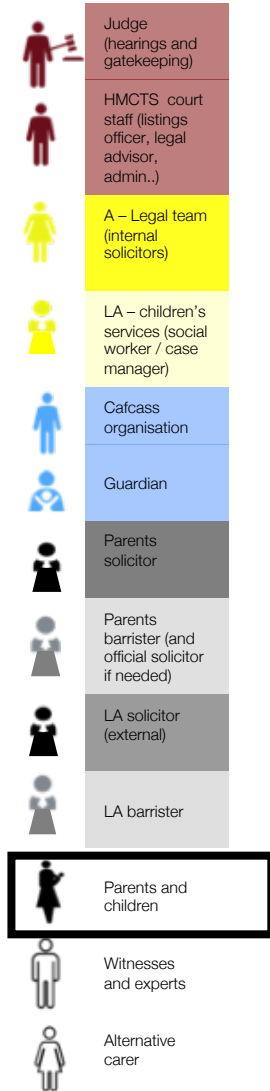 Judge
(hearings and
gatekeeping)
HMCTS court
staff (listings
officer, legal
advisor,
admin..)
A – Legal team
(internal
solicitors)
LA – children's
services (social
worker / case
manager)
Cafcass
organisation
Guardian
Parents
solicitor
Parents
barrister (and
official solicitor
if needed)
LA solicitor
(external)
LA barrister
Parents and
children
Witnesses
and experts
Alternative
carer